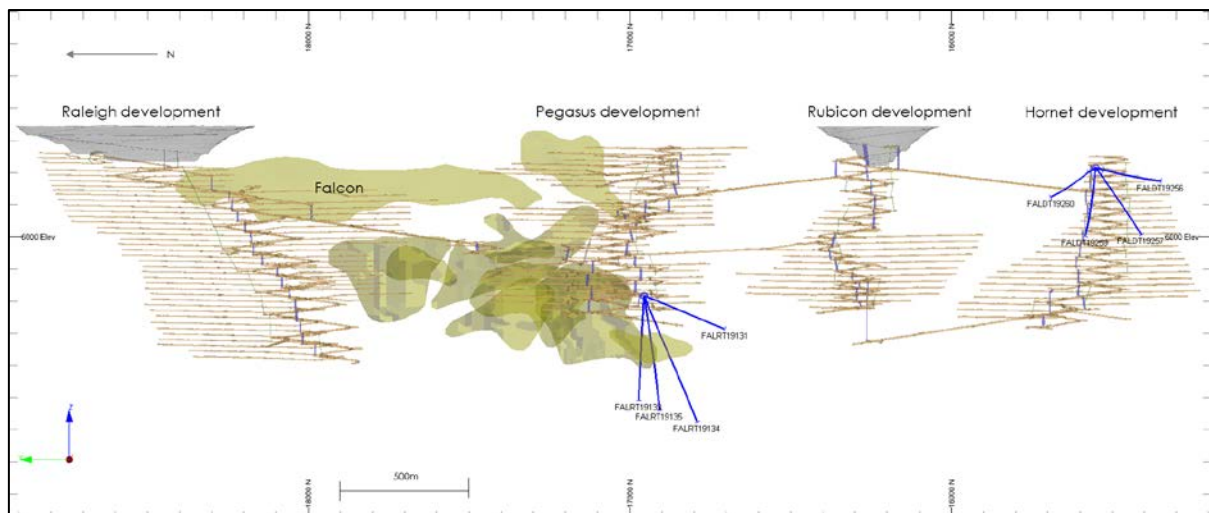 18000 N
17000 N
16000 N
N
Raleigh development
Pegasus development
Rubicon development
Hornet development
Falcon
FALDT19256
FALDT19260
6000 Elev
FALDT19257
6000 Elev
FALRT19131
FALRT19135
FALRT19134
Z
500m
18000 N
17000 N
16000 N